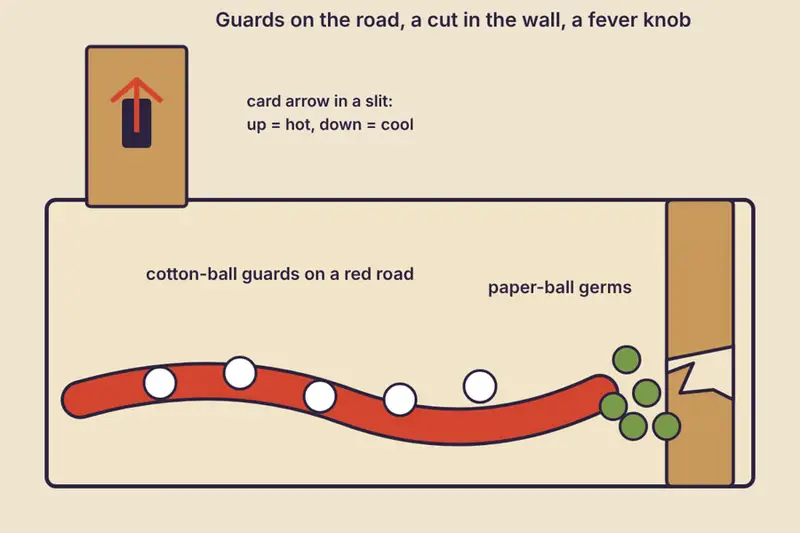 Guards on the road, a cut in the wall, a fever knob
card arrow in a slit:
up = hot, down = cool
cotton-ball guards on a red road
paper-ball germs